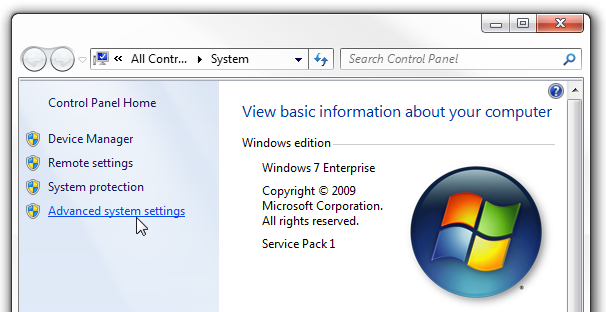 « All Contr... System Search Control Panel
Control Panel Home
Device Manager
Remote settings
System protection
Advanced system settings
View basic information about your computer
Windows edition
Windows 7 Enterprise
Copyright © 2009
Microsoft Corporation.
All rights reserved.
Service Pack 1